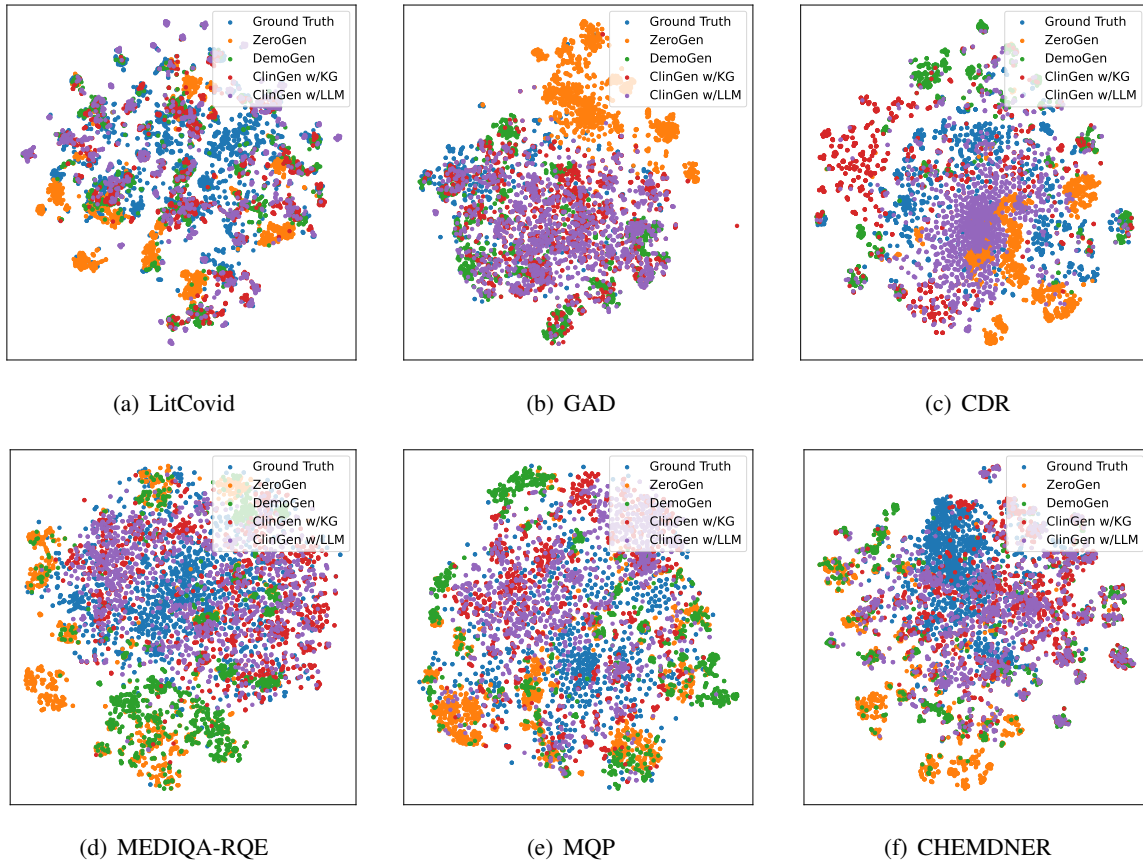 Ground Truth
ZeroGen
DemoGen
ClinGen w/KG
ClinGen w/LLM
Ground Truth
ZeroGen
DemoGen
ClinGen w/KG
ClinGen w/LLM
Ground Truth
ZeroGen
DemoGen
ClinGen w/KG
ClinGen w/LLM
(a) LitCovid
(b) GAD
(c) CDR
Ground Truth
ZeroGen
DemoGen
ClinGen w/KG
ClinGen w/LLM
Ground Truth
ZeroGen
DemoGen
ClinGen w/KG
ClinGen w/LLM
Ground Truth
ZeroGen
DemoGen
ClinGen w/KG
ClinGen w/LLM
(d) MEDIQA-RQE
(e) MQP
(f) CHEMDNER